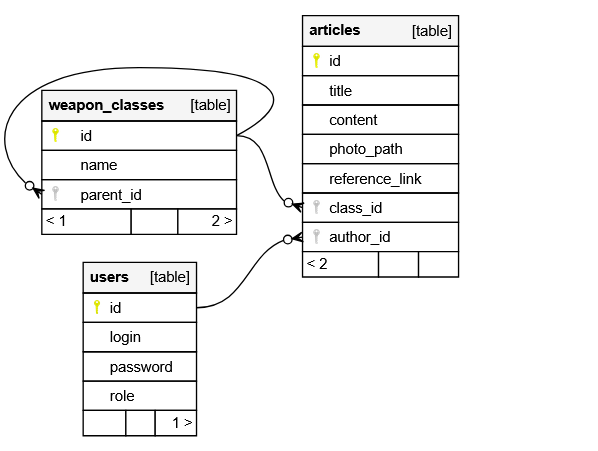 articles [table]
id
title
content
photo_path
reference_link
class_id
author_id
< 2
weapon_classes [table]
id
name
parent_id
< 1 2 >
users [table]
id
login
password
role
1 >